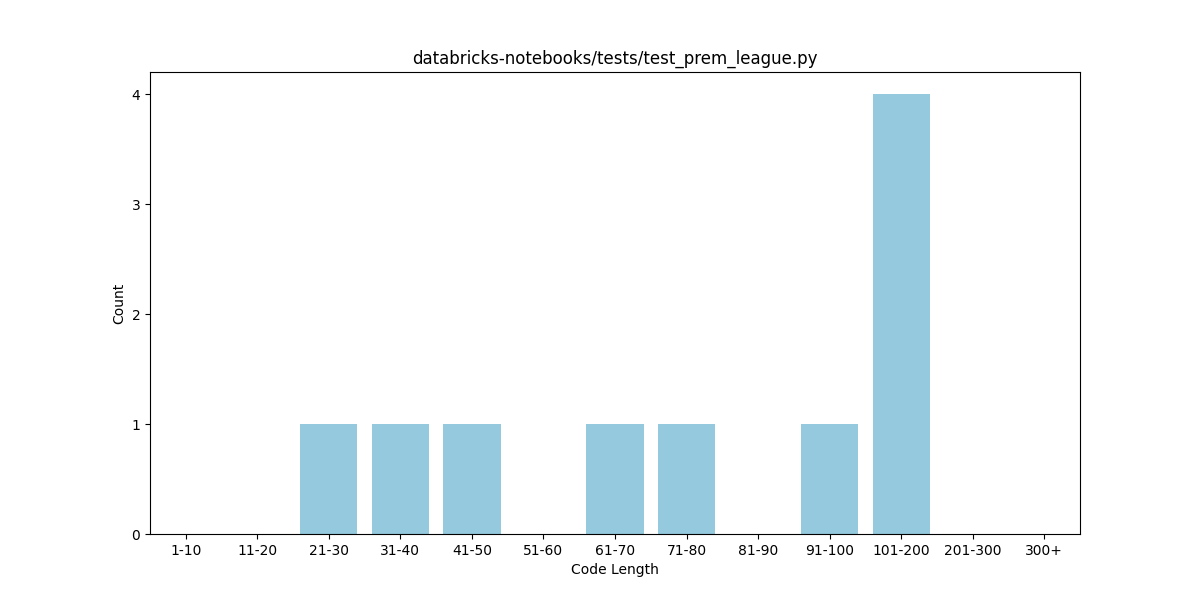 databricks-notebooks/tests/test_prem_league.py
4
3
2
1
0
Count
1-10 11-20 21-30 31-40 41-50 51-60 61-70 71-80 81-90 91-100 101-200 201-300 300+
Code Length